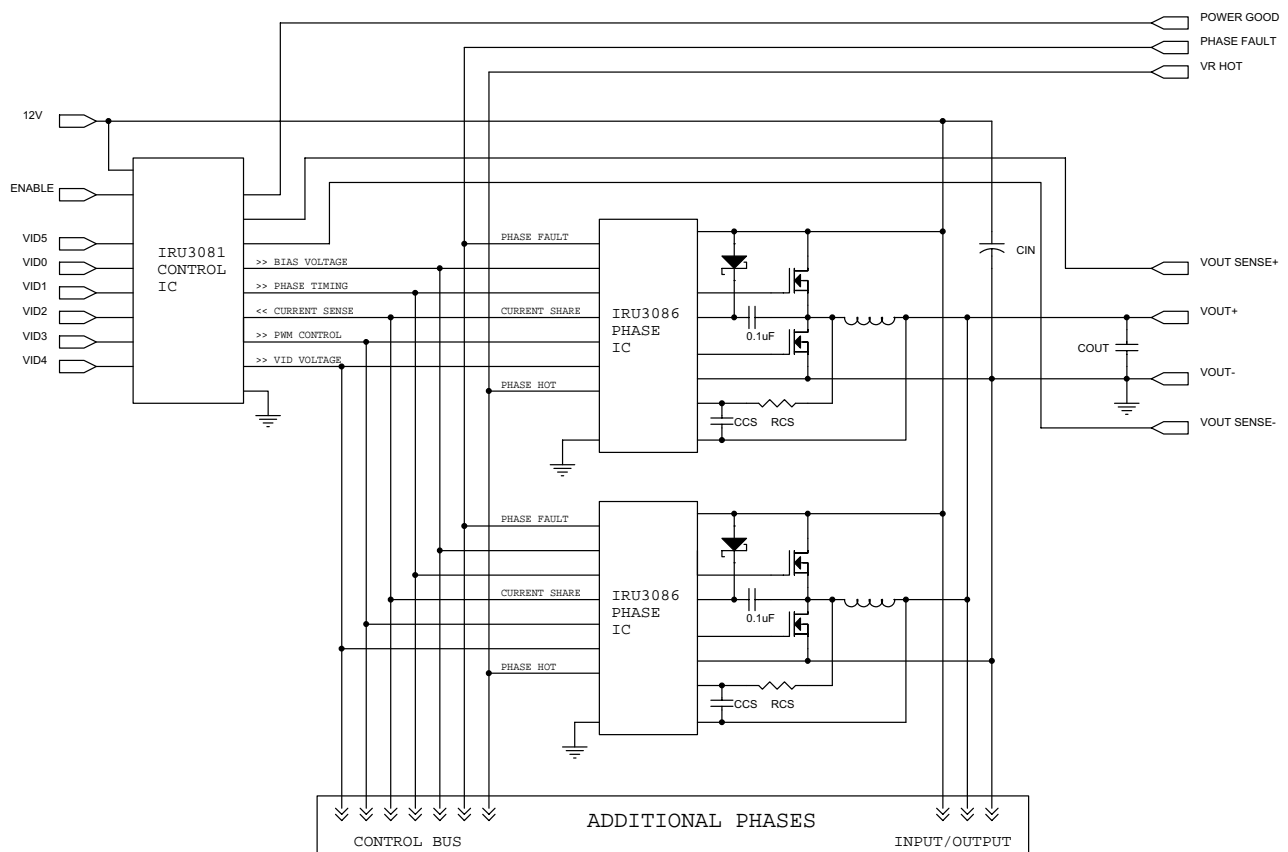 POWER GOOD
PHASE FAULT
VR HOT
12V
ENABLE
VID5
VID0
VID1
VID2
VID3
VID4
IRU3081
CONTROL
IC
>> BIAS VOLTAGE
>> PHASE TIMING
<< CURRENT SENSE
>> PWM CONTROL
>> VID VOLTAGE
PHASE FAULT
CURRENT SHARE
PHASE HOT
IRU3086
PHASE
IC
0.1uF
CCS
RCS
CIN
COUT
VOUT SENSE+
VOUT+
VOUT-
VOUT SENSE-
PHASE FAULT
CURRENT SHARE
PHASE HOT
IRU3086
PHASE
IC
0.1uF
CCS
RCS
ADDITIONAL PHASES
CONTROL BUS
INPUT/OUTPUT